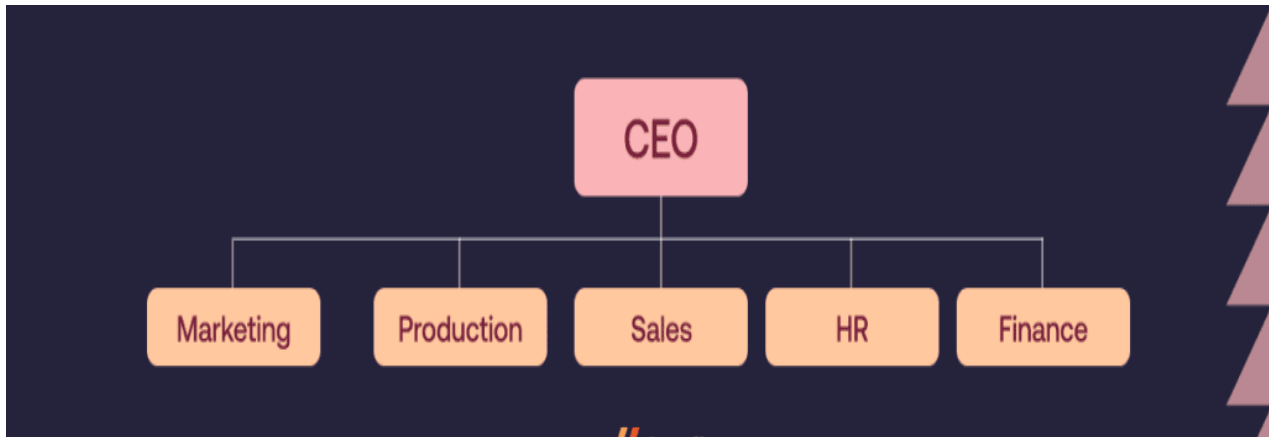 CEO
Marketing
Production
Sales
HR
Finance